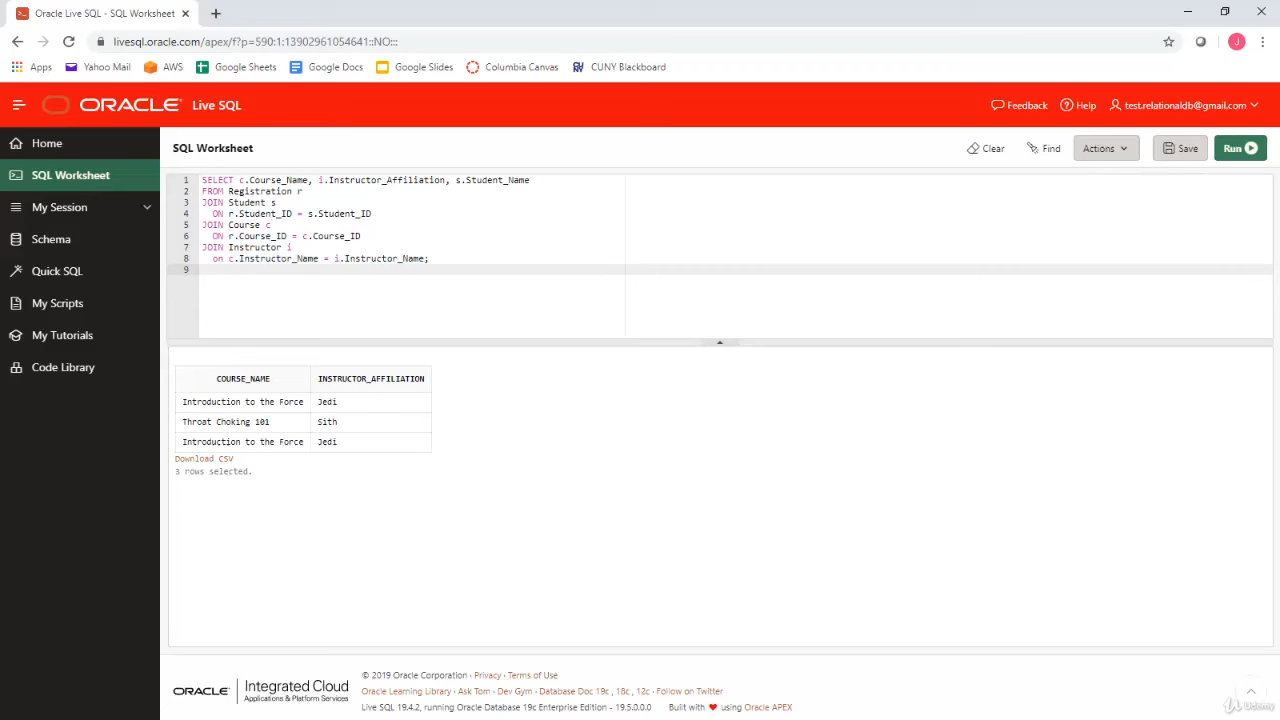 Oracle Live SQL - SQL Worksheet
livesql.oracle.com/apex/f?p=590:1:13902961054641::NO:::
J
Apps Yahoo Mail AWS Google Sheets Google Docs Google Slides Columbia Canvas CUNY Blackboard
ORACLE Live SQL Feedback Help test.relationaldb@gmail.com
Home
SQL Worksheet
My Session
Schema
Quick SQL
My Scripts
My Tutorials
Code Library
SQL Worksheet Clear Find Actions Save Run
1 SELECT c.Course_Name, i.Instructor_Affiliation, s.Student_Name
2 FROM Registration r
3 JOIN Student s
4 ON r.Student_ID = s.Student_ID
5 JOIN Course c
6 ON r.Course_ID = c.Course_ID
7 JOIN Instructor i
8 on c.Instructor_Name = i.Instructor_Name;
9
COURSE_NAME INSTRUCTOR_AFFILIATION
Introduction to the Force Jedi
Throat Choking 101 Sith
Introduction to the Force Jedi
Download CSV
3 rows selected.
ORACLE Integrated Cloud
Applications & Platform Services
© 2019 Oracle Corporation · Privacy · Terms of Use
Oracle Learning Library · Ask Tom · Dev Gym · Database Doc 19c , 18c , 12c · Follow on Twitter
Live SQL 19.4.2, running Oracle Database 19c Enterprise Edition - 19.5.0.0.0 Built with ❤ using Oracle APEX
Udemy